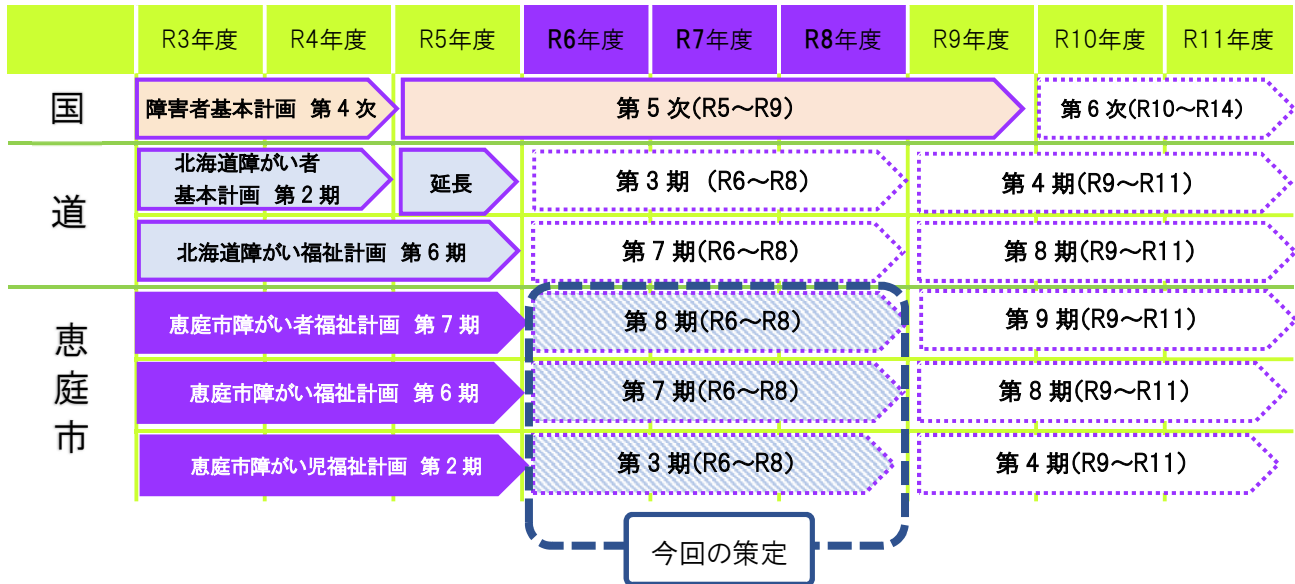 R3年度 R4年度 R5年度 R6年度 R7年度 R8年度 R9年度 R10年度 R11年度
国
障害者基本計画 第4次
第5次(R5～R9)
第6次(R10～R14)
道
北海道障がい者
基本計画 第2期
延長
第3期 (R6～R8)
第4期(R9～R11)
北海道障がい福祉計画 第6期
第7期(R6～R8)
第8期(R9～R11)
恵庭市
恵庭市障がい者福祉計画 第7期
第8期(R6～R8)
第9期(R9～R11)
恵庭市障がい福祉計画 第6期
第7期(R6～R8)
第8期(R9～R11)
恵庭市障がい児福祉計画 第2期
第3期(R6～R8)
第4期(R9～R11)
今回の策定